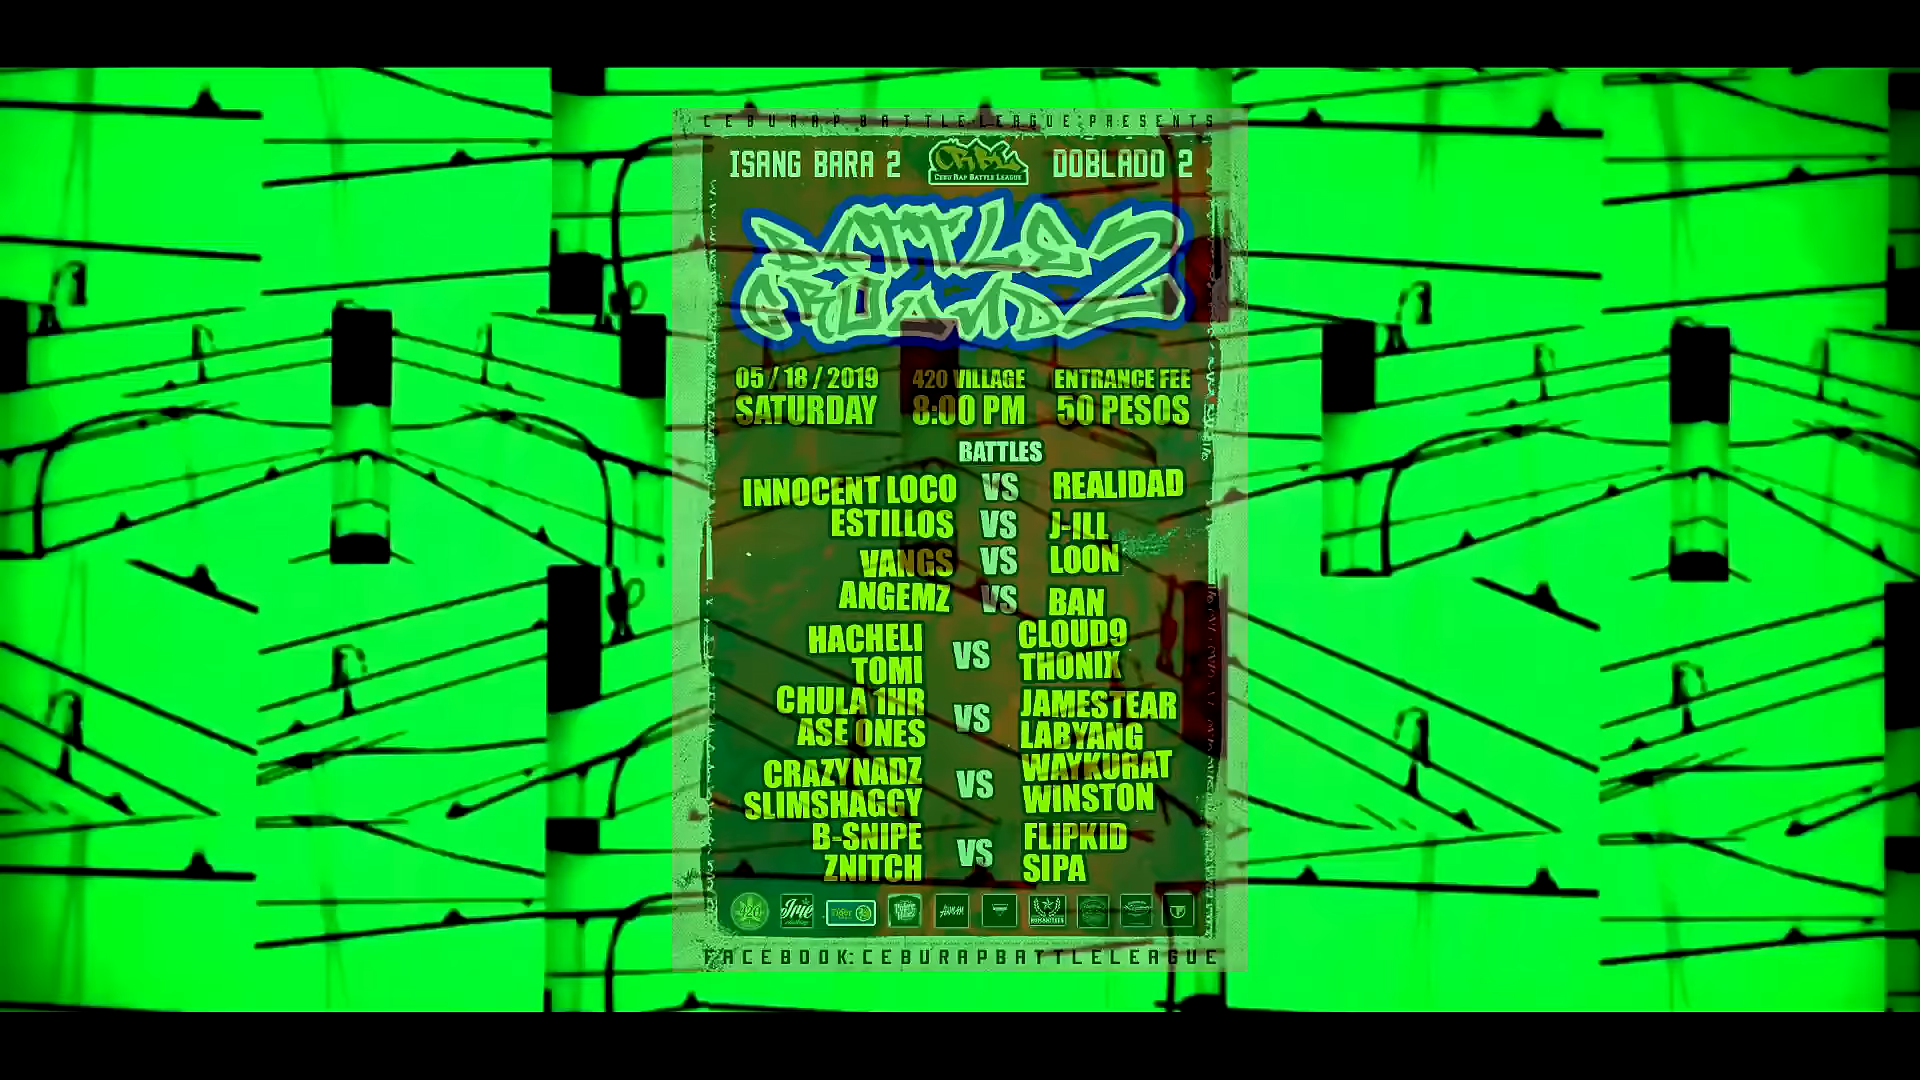 CEBU RAP BATTLE LEAGUE PRESENTS
ISANG BARA 2
CRBL
CEBU RAP BATTLE LEAGUE
DOBLADO 2
BATTLE
GROUND 2
05 / 18 / 2019
SATURDAY
420 VILLAGE
8:00 PM
ENTRANCE FEE
50 PESOS
BATTLES
INNOCENT LOCO VS REALIDAD
ESTILLOS VS J-ILL
VANGS VS LOON
ANGEMZ VS BAN
HACHELI
TOMI
VS
CLOUD9
THONIX
CHULA 1HR
ASE ONES
VS
JAMESTEAR
LABYANG
CRAZYNADZ
SLIMSHAGGY
VS
WAYKURAT
WINSTON
B-SNIPE
ZNITCH
VS
FLIPKID
SIPA
420
Irie
FACEBOOK:CEBURAPBATTLELEAGUE